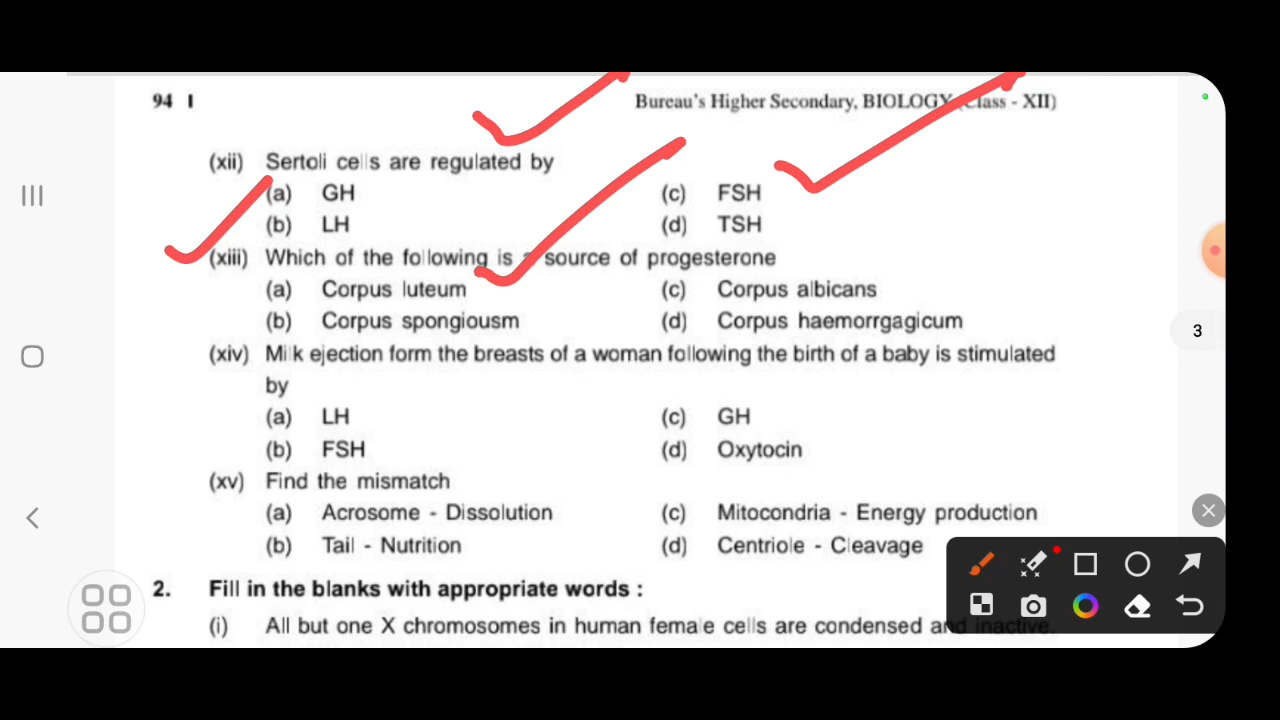 94 I Bureau's Higher Secondary, BIOLOGY (Class - XII)
(xii) Sertoli cells are regulated by
(a) GH (c) FSH
(b) LH (d) TSH
(xiii) Which of the following is a source of progesterone
(a) Corpus luteum (c) Corpus albicans
(b) Corpus spongiousm (d) Corpus haemorrgagicum
3
(xiv) Milk ejection form the breasts of a woman following the birth of a baby is stimulated
by
(a) LH (c) GH
(b) FSH (d) Oxytocin
(xv) Find the mismatch
(a) Acrosome - Dissolution (c) Mitocondria - Energy production
(b) Tail - Nutrition (d) Centriole - Cleavage
2. Fill in the blanks with appropriate words :
(i) All but one X chromosomes in human female cells are condensed and inactive.